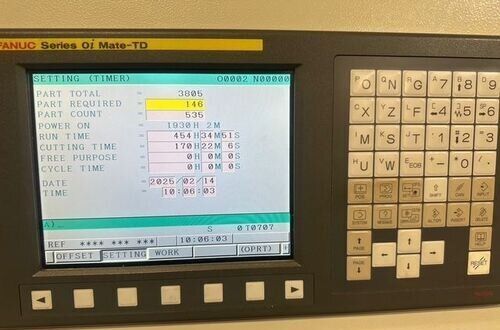 FANUC Series 0i Mate-TD
SETTING (TIMER) O0002 N00000
PART TOTAL = 3805
PART REQUIRED = 146
PART COUNT = 535
POWER ON = 1930H 2M
RUN TIME = 454H34M51S
CUTTING TIME = 170H22M 6S
FREE PURPOSE = 0H 0M 0S
CYCLE TIME = 0H 0M 0S
DATE = 2025/02/14
TIME = 10:06:03
A)
S 0T0707
REF **** *** *** 10:06:03
OFFSET SETTING WORK (OPRT)
O N G 7 8 9
X Z F 4 5 6
M S T 1 2 3
H U W EOB - 0 .
POS PROG SHIFT CAN INPUT
SYSTEM ALTER INSERT DELETE
PAGE
PAGE
RESET